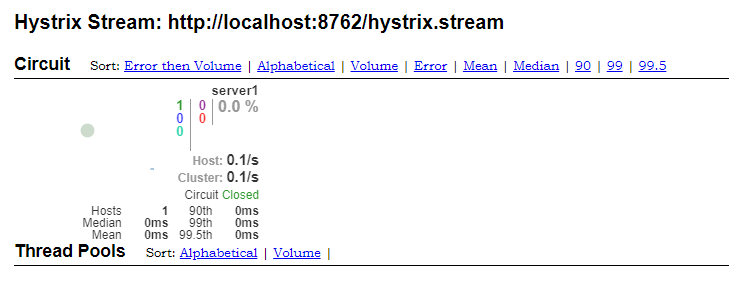 Hystrix Stream: http://localhost:8762/hystrix.stream
Circuit Sort: Error then Volume | Alphabetical | Volume | Error | Mean | Median | 90 | 99 | 99.5
server1
1 0 0.0 %
0 0
0
Host: 0.1/s
Cluster: 0.1/s
Circuit Closed
Hosts 1 90th 0ms
Median 0ms 99th 0ms
Mean 0ms 99.5th 0ms
Thread Pools Sort: Alphabetical | Volume |